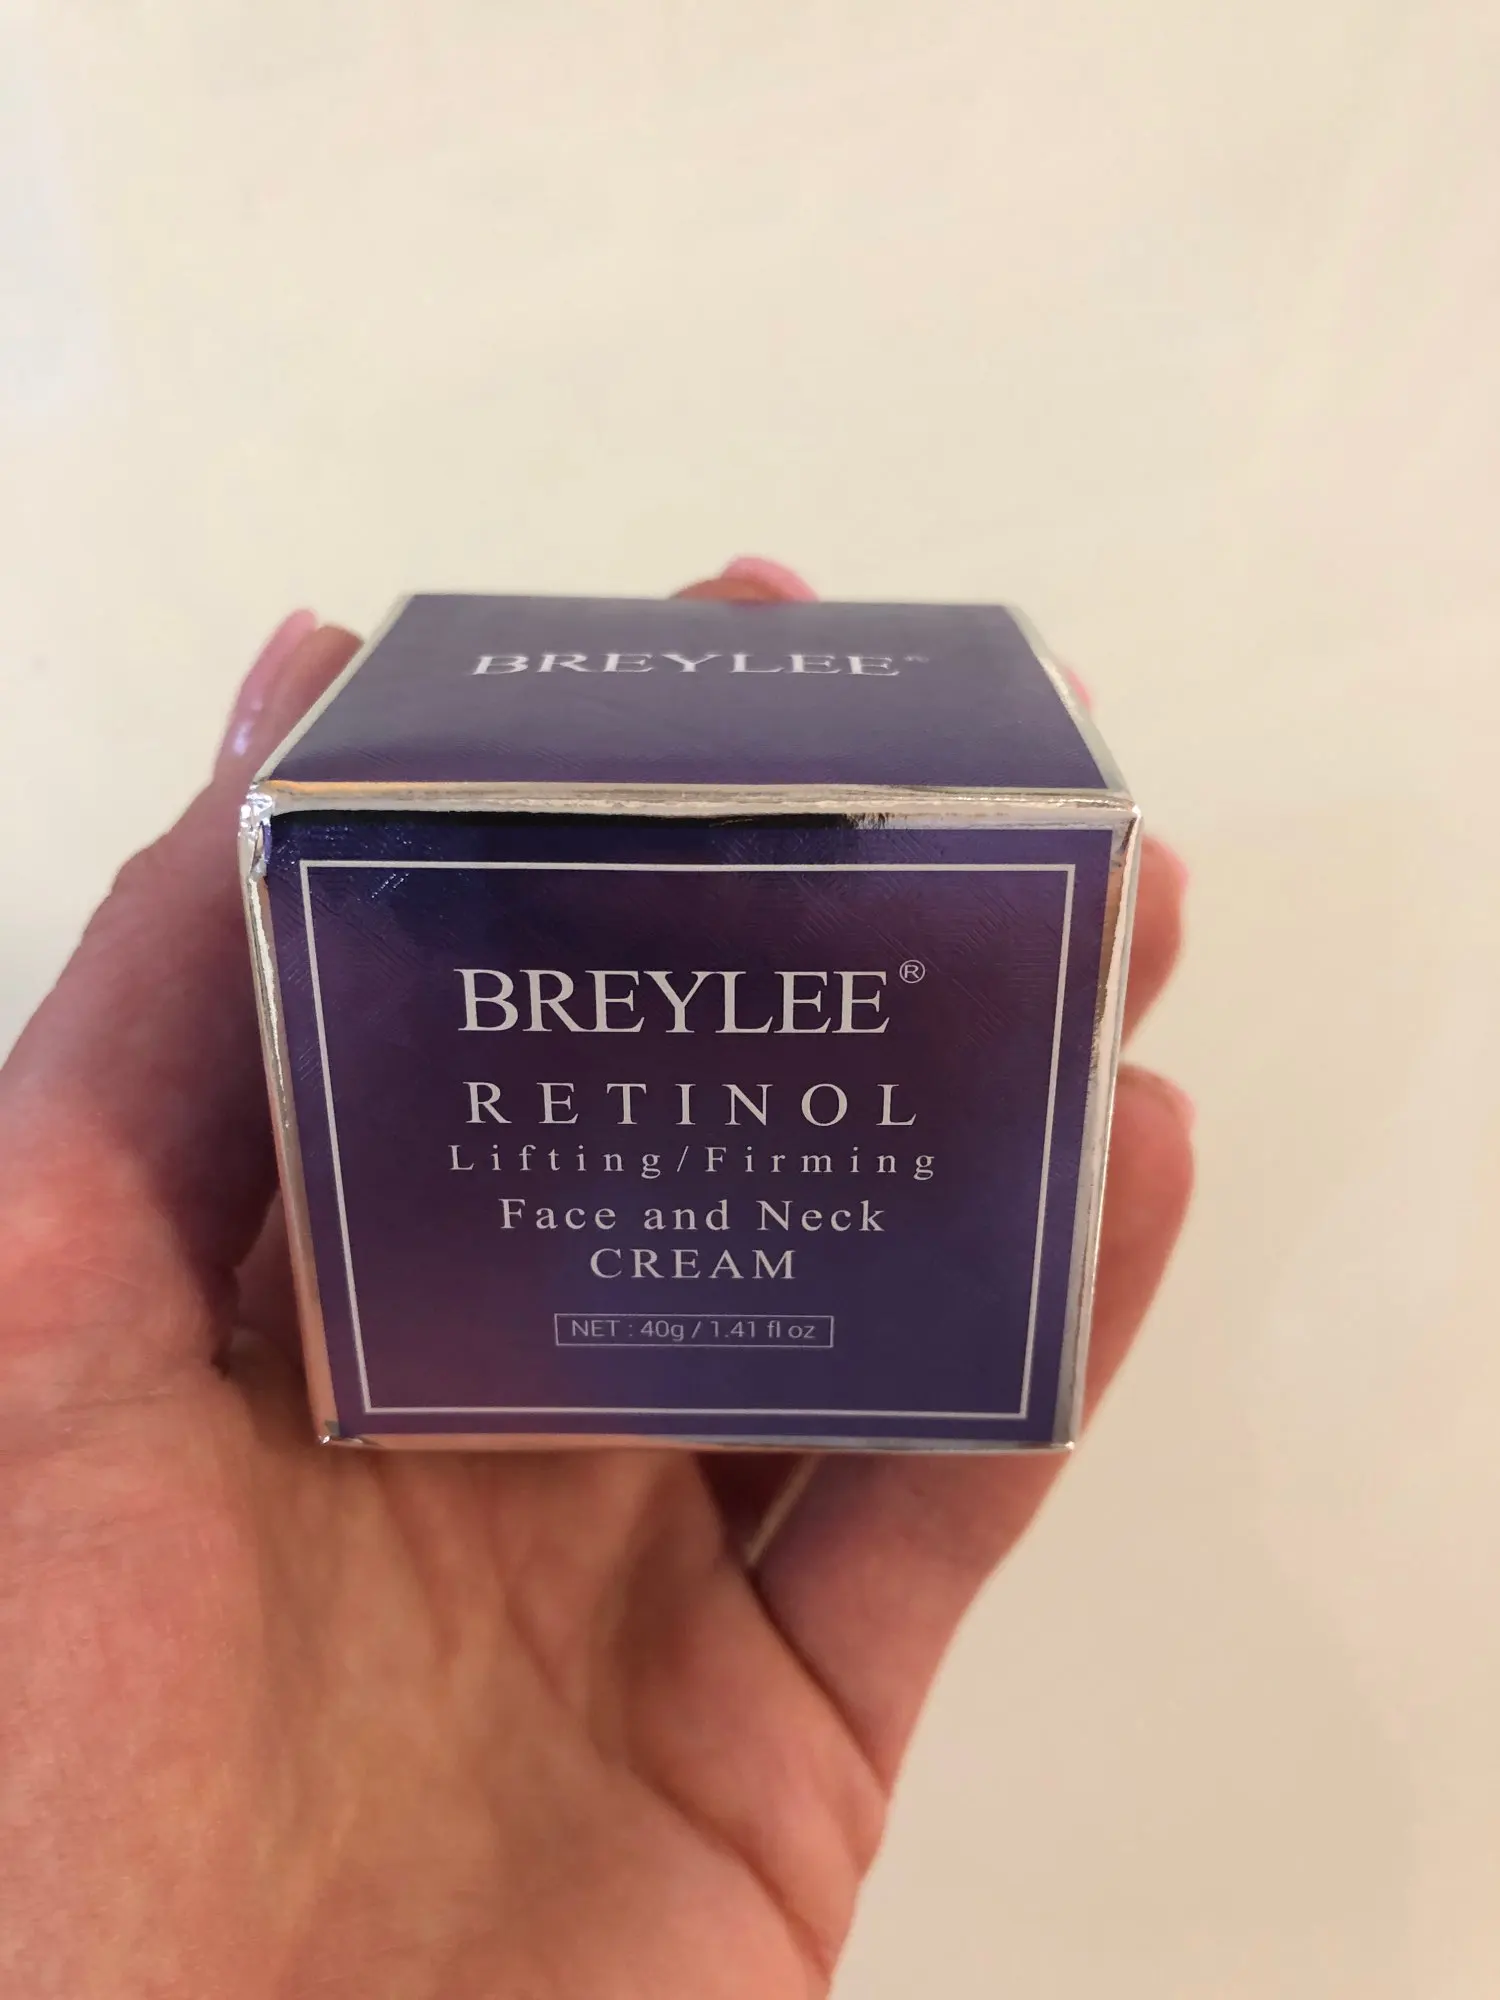 BREYLEE®
BREYLEE®
RETINOL
Lifting/Firming
Face and Neck
CREAM
NET : 40g / 1.41 fl oz